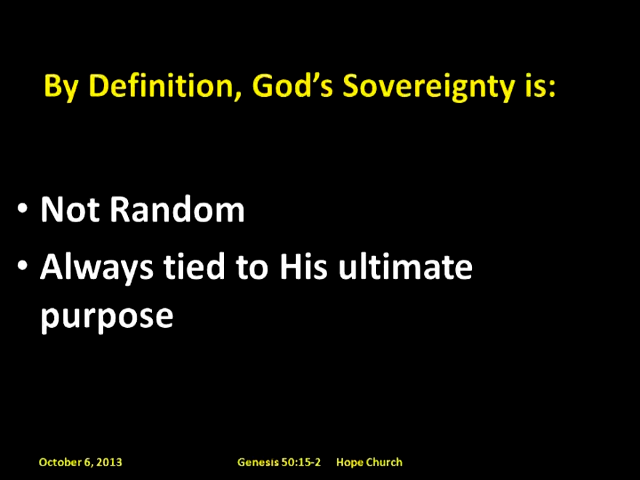 By Definition, God’s Sovereignty is:
• Not Random
• Always tied to His ultimate
purpose
October 6, 2013 Genesis 50:15-2 Hope Church